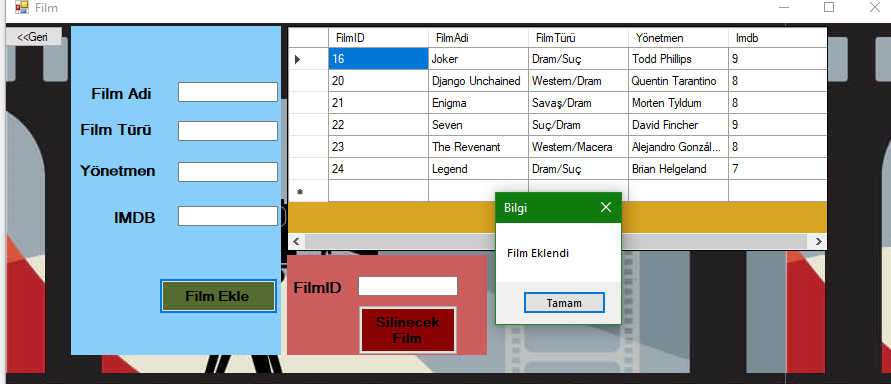 Film
<<Geri
Film Adi
Film Türü
Yönetmen
IMDB
Film Ekle
FilmID FilmAdi FilmTürü Yönetmen Imdb
16 Joker Dram/Suç Todd Phillips 9
20 Django Unchained Western/Dram Quentin Tarantino 8
21 Enigma Savaş/Dram Morten Tyldum 8
22 Seven Suç/Dram David Fincher 9
23 The Revenant Western/Macera Alejandro Gonzál... 8
24 Legend Dram/Suç Brian Helgeland 7
Bilgi
Film Eklendi
Tamam
FilmID
Silinecek
Film